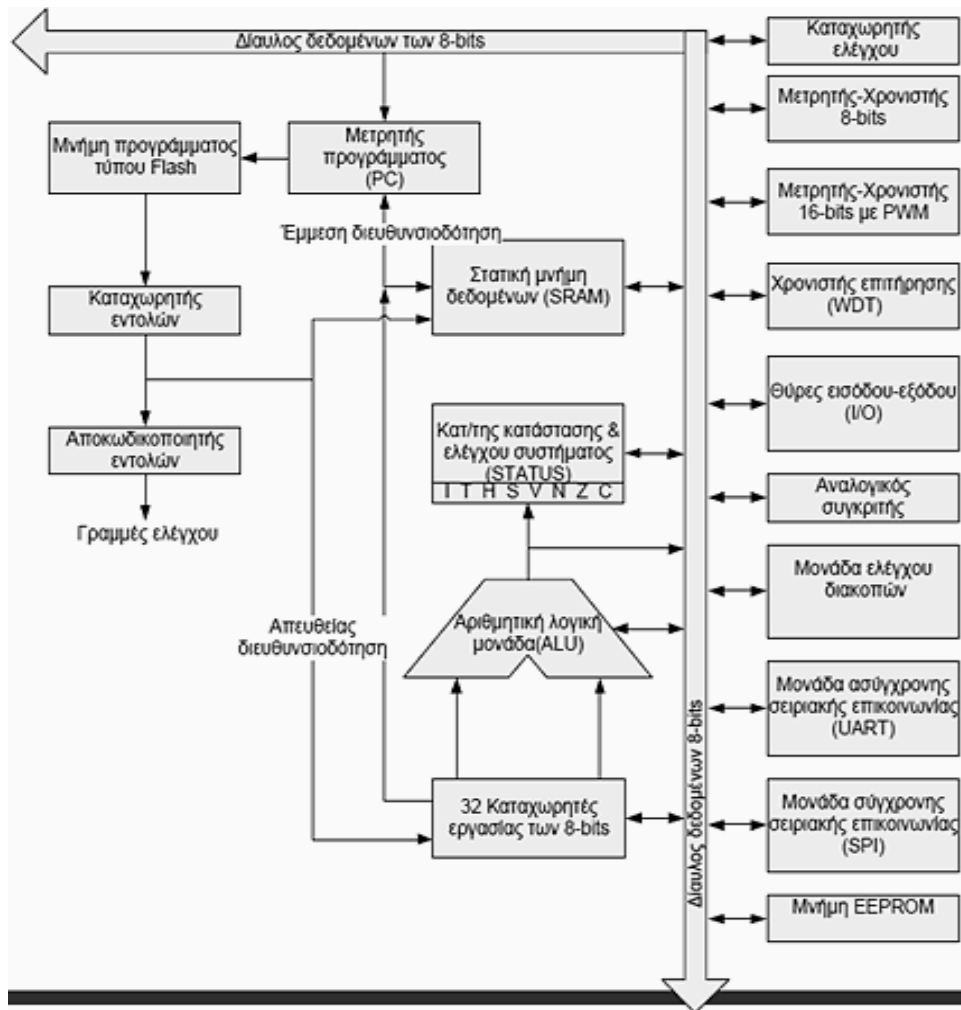 Δίαυλος δεδομένων των 8-bits
Μνήμη προγράμματος
τύπου Flash
Μετρητής
προγράμματος
(PC)
Έμμεση διευθυνσιοδότηση
Στατική μνήμη
δεδομένων (SRAM)
Καταχωρητής
εντολών
Κατ/της κατάστασης &
ελέγχου συστήματος
(STATUS)
I T H S V N Z C
Αποκωδικοποιητής
εντολών
Γραμμές ελέγχου
Αριθμητική λογική
μονάδα(ALU)
Απευθείας
διευθυνσιοδότηση
32 Καταχωρητές
εργασίας των 8-bits
Δίαυλος δεδομένων 8-bits
Καταχωρητής
ελέγχου
Μετρητής-Χρονιστής
8-bits
Μετρητής-Χρονιστής
16-bits με PWM
Χρονιστής επιτήρησης
(WDT)
Θύρες εισόδου-εξόδου
(I/O)
Αναλογικός
συγκριτής
Μονάδα ελέγχου
διακοπών
Μονάδα ασύγχρονης
σειριακής επικοινωνίας
(UART)
Μονάδα σύγχρονης
σειριακής επικοινωνίας
(SPI)
Μνήμη EEPROM